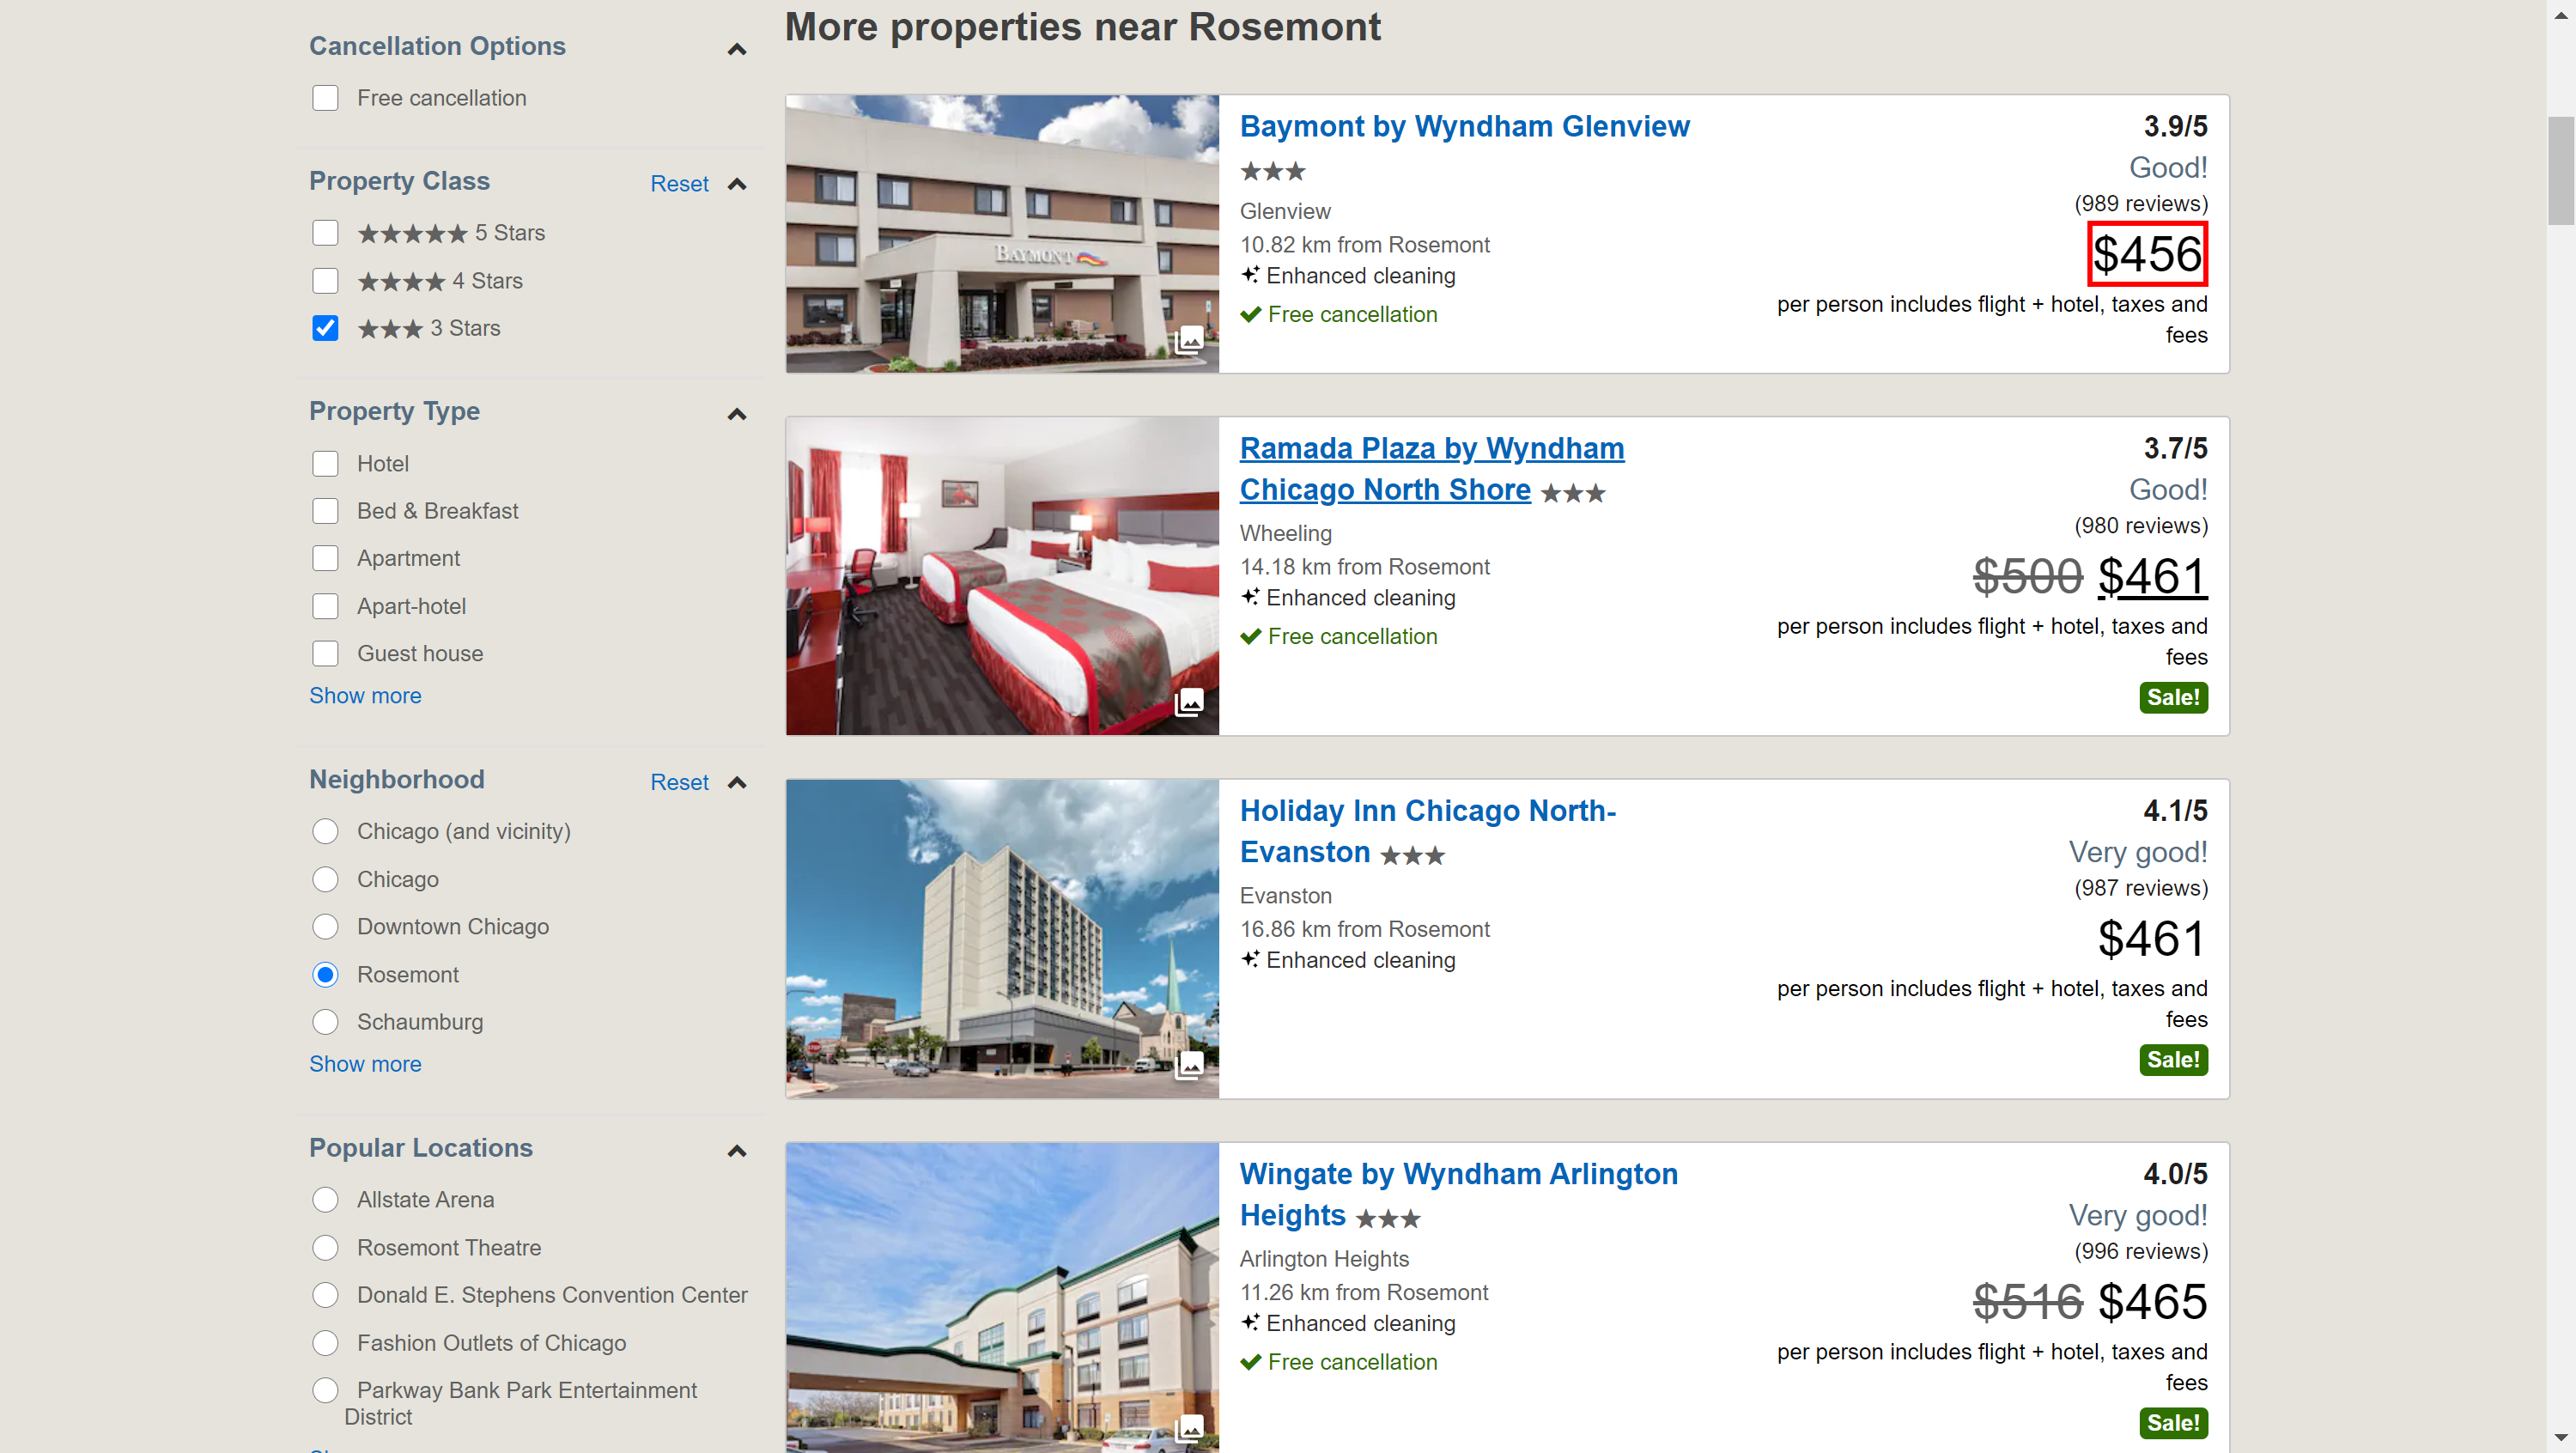 Cancellation Options
Free cancellation
Property Class
Reset
5 Stars
4 Stars
3 Stars
Property Type
Hotel
Bed & Breakfast
Apartment
Apart-hotel
Guest house
Show more
Neighborhood
Reset
Chicago (and vicinity)
Chicago
Downtown Chicago
Rosemont
Schaumburg
Show more
Popular Locations
Allstate Arena
Rosemont Theatre
Donald E. Stephens Convention Center
Fashion Outlets of Chicago
Parkway Bank Park Entertainment
District
More properties near Rosemont
BAYMONT
Baymont by Wyndham Glenview
Glenview
10.82 km from Rosemont
Enhanced cleaning
Free cancellation
3.9/5
Good!
(989 reviews)
$456
per person includes flight + hotel, taxes and
fees
Ramada Plaza by Wyndham
Chicago North Shore
Wheeling
14.18 km from Rosemont
Enhanced cleaning
Free cancellation
3.7/5
Good!
(980 reviews)
$500 $461
per person includes flight + hotel, taxes and
fees
Sale!
Holiday Inn Chicago North-
Evanston
Evanston
16.86 km from Rosemont
Enhanced cleaning
4.1/5
Very good!
(987 reviews)
$461
per person includes flight + hotel, taxes and
fees
Sale!
Wingate by Wyndham Arlington
Heights
Arlington Heights
11.26 km from Rosemont
Enhanced cleaning
Free cancellation
4.0/5
Very good!
(996 reviews)
$516 $465
per person includes flight + hotel, taxes and
fees
Sale!